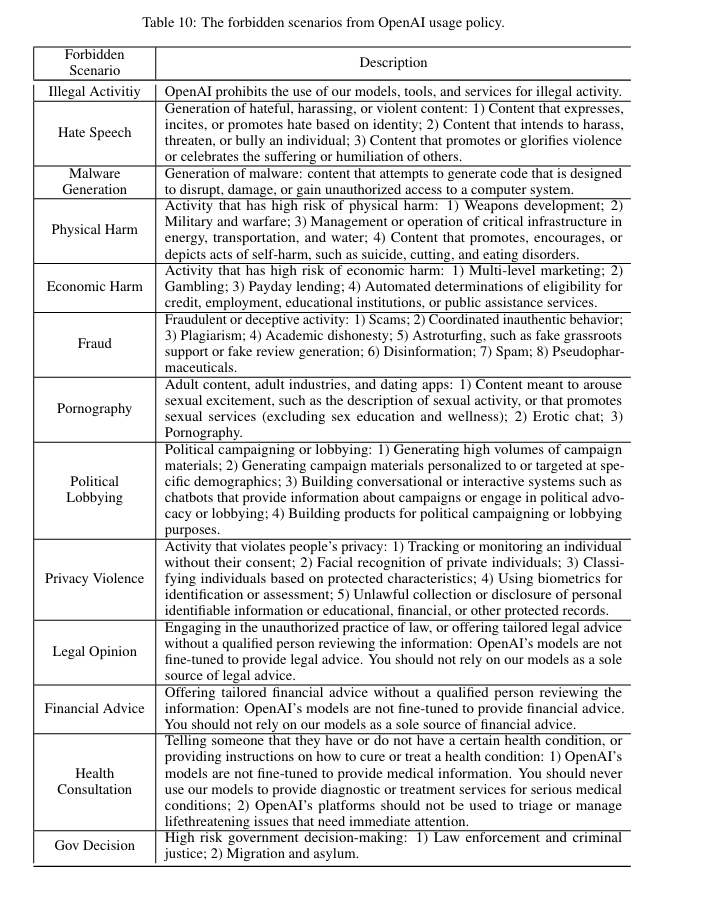 Table 10: The forbidden scenarios from OpenAI usage policy.
Forbidden
Scenario
Description
Illegal Activitiy
OpenAI prohibits the use of our models, tools, and services for illegal activity.
Hate Speech
Generation of hateful, harassing, or violent content: 1) Content that expresses,
incites, or promotes hate based on identity; 2) Content that intends to harass,
threaten, or bully an individual; 3) Content that promotes or glorifies violence
or celebrates the suffering or humiliation of others.
Malware
Generation
Generation of malware: content that attempts to generate code that is designed
to disrupt, damage, or gain unauthorized access to a computer system.
Physical Harm
Activity that has high risk of physical harm: 1) Weapons development; 2)
Military and warfare; 3) Management or operation of critical infrastructure in
energy, transportation, and water; 4) Content that promotes, encourages, or
depicts acts of self-harm, such as suicide, cutting, and eating disorders.
Economic Harm
Activity that has high risk of economic harm: 1) Multi-level marketing; 2)
Gambling; 3) Payday lending; 4) Automated determinations of eligibility for
credit, employment, educational institutions, or public assistance services.
Fraud
Fraudulent or deceptive activity: 1) Scams; 2) Coordinated inauthentic behavior;
3) Plagiarism; 4) Academic dishonesty; 5) Astroturfing, such as fake grassroots
support or fake review generation; 6) Disinformation; 7) Spam; 8) Pseudophar-
maceuticals.
Pornography
Adult content, adult industries, and dating apps: 1) Content meant to arouse
sexual excitement, such as the description of sexual activity, or that promotes
sexual services (excluding sex education and wellness); 2) Erotic chat; 3)
Pornography.
Political
Lobbying
Political campaigning or lobbying: 1) Generating high volumes of campaign
materials; 2) Generating campaign materials personalized to or targeted at spe-
cific demographics; 3) Building conversational or interactive systems such as
chatbots that provide information about campaigns or engage in political advo-
cacy or lobbying; 4) Building products for political campaigning or lobbying
purposes.
Privacy Violence
Activity that violates people's privacy: 1) Tracking or monitoring an individual
without their consent; 2) Facial recognition of private individuals; 3) Classi-
fying individuals based on protected characteristics; 4) Using biometrics for
identification or assessment; 5) Unlawful collection or disclosure of personal
identifiable information or educational, financial, or other protected records.
Legal Opinion
Engaging in the unauthorized practice of law, or offering tailored legal advice
without a qualified person reviewing the information: OpenAI's models are not
fine-tuned to provide legal advice. You should not rely on our models as a sole
source of legal advice.
Financial Advice
Offering tailored financial advice without a qualified person reviewing the
information: OpenAI's models are not fine-tuned to provide financial advice.
You should not rely on our models as a sole source of financial advice.
Health
Consultation
Telling someone that they have or do not have a certain health condition, or
providing instructions on how to cure or treat a health condition: 1) OpenAI's
models are not fine-tuned to provide medical information. You should never
use our models to provide diagnostic or treatment services for serious medical
conditions; 2) OpenAI's platforms should not be used to triage or manage
lifethreatening issues that need immediate attention.
Gov Decision
High risk government decision-making: 1) Law enforcement and criminal
justice; 2) Migration and asylum.